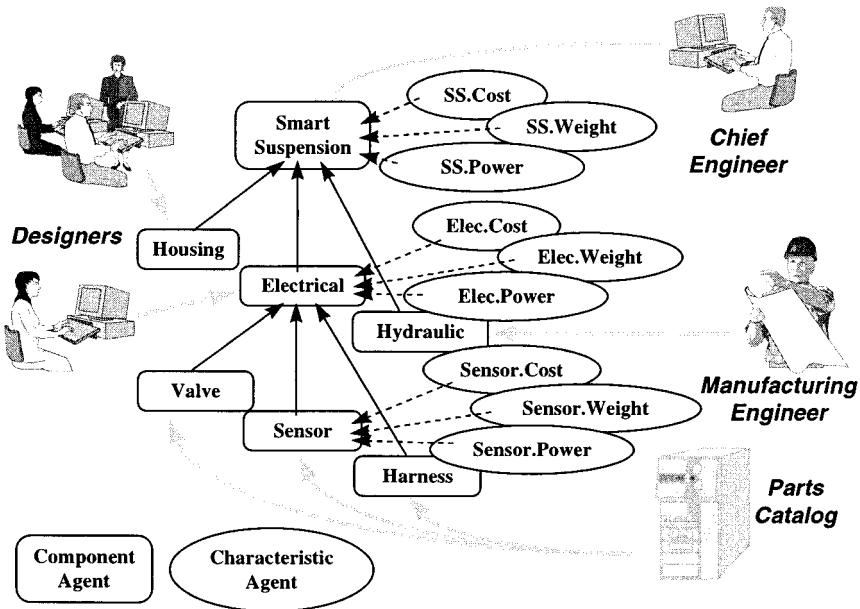 SS.Cost
Smart
Suspension
SS.Weight
SS.Power
Chief
Engineer
Designers
Housing
Elec.Cost
Elec.Weight
Electrical
Elec.Power
Hydraulic
Valve
Sensor.Cost
Manufacturing
Engineer
Sensor.Weight
Sensor
Sensor.Power
Harness
Parts
Catalog
Component
Agent
Characteristic
Agent